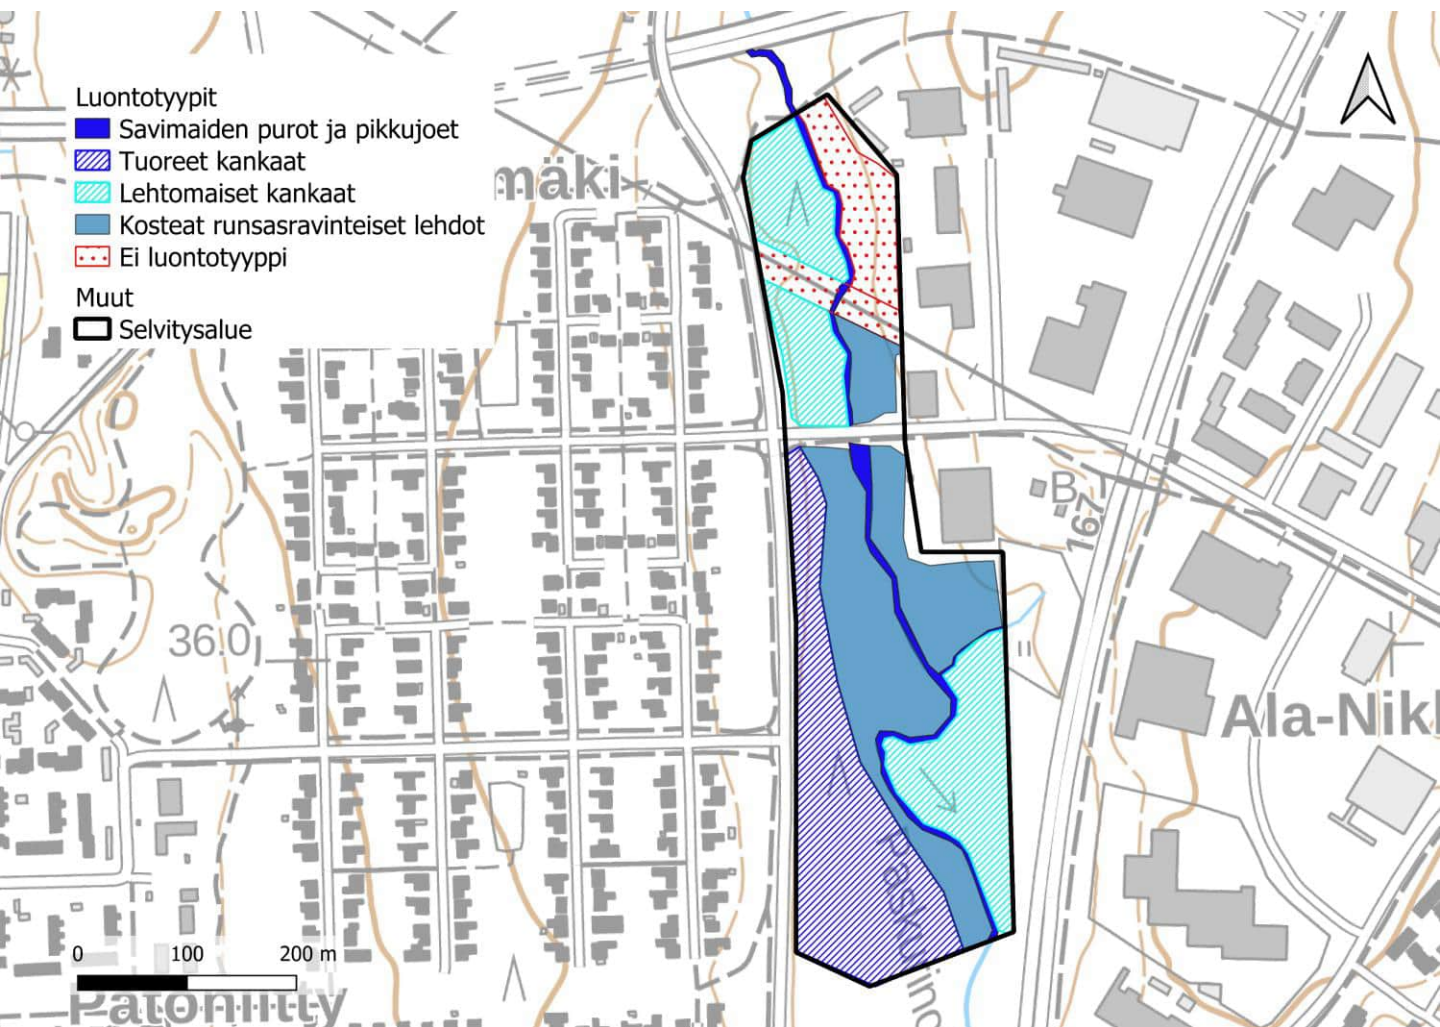 Luontotyypit
Savimaiden purot ja pikkujoet
Tuoreet kankaat
Lehtomaiset kankaat
Kosteat runsasravinteiset lehdot
Ei luontotyyppi
Muut
Selvitysalue
mäki
B
167
36.0
Ala-Nik
0 100 200 m
Patoniitty